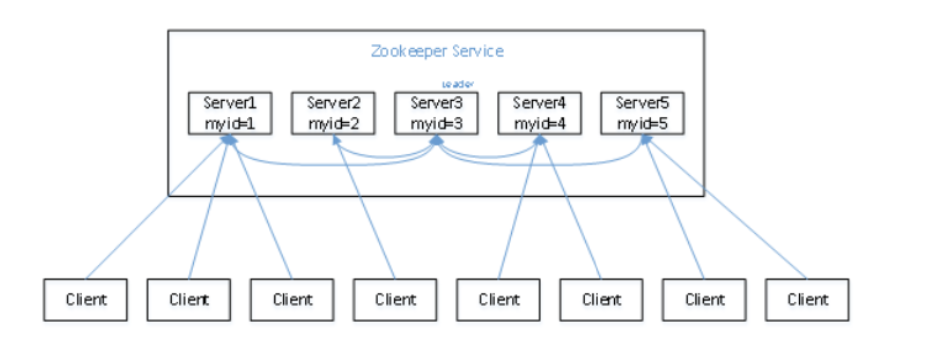 Zookeeper Service
Leader
Server1
myid=1
Server2
myid=2
Server3
myid=3
Server4
myid=4
Server5
myid=5
Client
Client
Client
Client
Client
Client
Client
Client